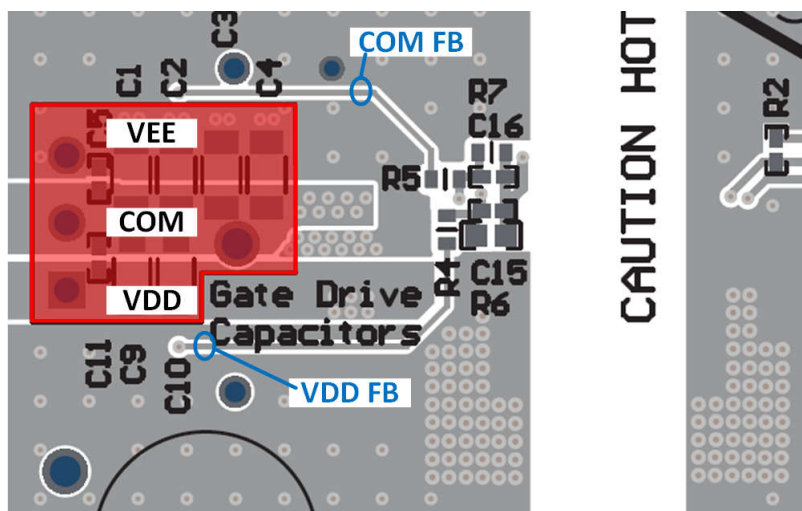 C3
COM FB
C1
C2
C4
R7
C16
R2
C5
VEE
R5
COM
VDD
Gate Drive
Capacitors
R4
C15
R6
C11
C9
C10
VDD FB
CAUTION HOT